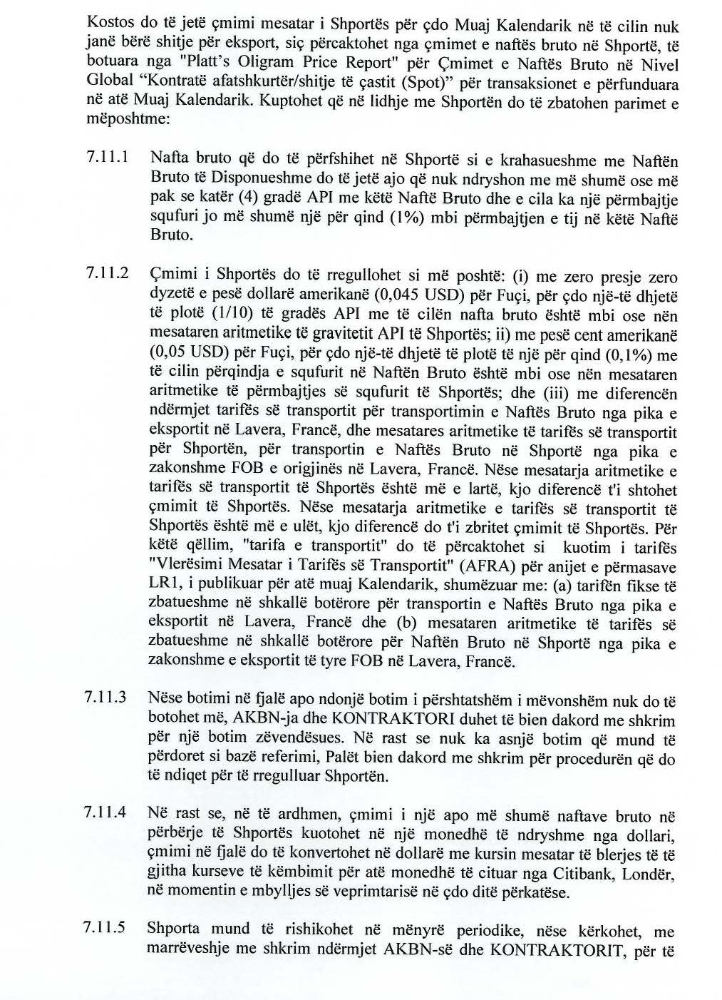 Kostos do të jetë çmimi mesatar i Shportës për çdo Muaj Kalendarik në të cilin nuk
janë bërë shitje për eksport, siç përcaktohet nga çmimet e naftës bruto në Shportë, të
botuara nga "Platt's Oligram Price Report" për Çmimet e Naftës Bruto në Nivel
Global “Kontratë afatshkurtër/shitje të çastit (Spot)” për transaksionet e përfunduara
në atë Muaj Kalendarik. Kuptohet që në lidhje me Shportën do të zbatohen parimet e
mëposhtme:
7.11.1 Nafta bruto që do të përfshihet në Shportë si e krahasueshme me Naftën
Bruto të Disponueshme do të jetë ajo që nuk ndryshon me më shumë ose më
pak se katër (4) gradë API me këtë Naftë Bruto dhe e cila ka një përmbajtje
squfuri jo më shumë një për qind (1%) mbi përmbajtjen e tij në këtë Naftë
Bruto.
7.11.2 Çmimi i Shportës do të rregullohet si më poshtë: (i) me zero presje zero
dyzetë e pesë dollarë amerikanë (0,045 USD) për Fuçi, për çdo një-të dhjetë
të plotë (1/10) të gradës API me të cilën nafta bruto është mbi ose nën
mesataren aritmetike të gravitetit API të Shportës; ii) me pesë cent amerikanë
(0,05 USD) për Fuçi, për çdo një-të dhjetë të plotë të një për qind (0,1%) me
të cilin përqindja e squfurit në Naftën Bruto është mbi ose nën mesataren
aritmetike të përmbajtjes së squfurit të Shportës; dhe (iii) me diferencën
ndërmjet tarifës së transportit për transportimin e Naftës Bruto nga pika e
eksportit në Lavera, Francë, dhe mesatares aritmetike të tarifës së transportit
për Shportën, për transportin e Naftës Bruto në Shportë nga pika e
zakonshme FOB e origjinës në Lavera, Francë. Nëse mesatarja aritmetike e
tarifës së transportit të Shportës është më e lartë, kjo diferencë t'i shtohet
çmimit të Shportës. Nëse mesatarja aritmetike e tarifës së transportit të
Shportës është më e ulët, kjo diferencë do t'i zbritet çmimit të Shportës. Për
këtë qëllim, "tarifa e transportit" do të përcaktohet si kuotim i tarifës
"Vlerësimi Mesatar i Tarifës së Transportit" (AFRA) për anijet e përmasave
LR1, i publikuar për atë muaj Kalendarik, shumëzuar me: (a) tarifën fikse të
zbatueshme në shkallë botërore për transportin e Naftës Bruto nga pika e
eksportit në Lavera, Francë dhe (b) mesataren aritmetike të tarifës së
zbatueshme në shkallë botërore për Naftën Bruto në Shportë nga pika e
zakonshme e eksportit të tyre FOB në Lavera, Francë.
7.11.3 Nëse botimi në fjalë apo ndonjë botim i përshtatshëm i mëvonshëm nuk do të
botohet më, AKBN-ja dhe KONTRAKTORI duhet të bien dakord me shkrim
për një botim zëvendësues. Në rast se nuk ka asnjë botim që mund të
përdoret si bazë referimi, Palët bien dakord me shkrim për procedurën që do
të ndiqet për të rregulluar Shportën.
7.11.4 Në rast se, në të ardhmen, çmimi i një apo më shumë naftave bruto në
përbërje të Shportës kuotohet në një monedhë të ndryshme nga dollari,
çmimi në fjalë do të konvertohet në dollarë me kursin mesatar të blerjes të të
gjitha kurseve të këmbimit për atë monedhë të cituar nga Citibank, Londër,
në momentin e mbylljes së veprimtarisë në çdo ditë përkatëse.
7.11.5 Shporta mund të rishikohet në mënyrë periodike, nëse kërkohet, me
marrëveshje me shkrim ndërmjet AKBN-së dhe KONTRAKTORIT, për të